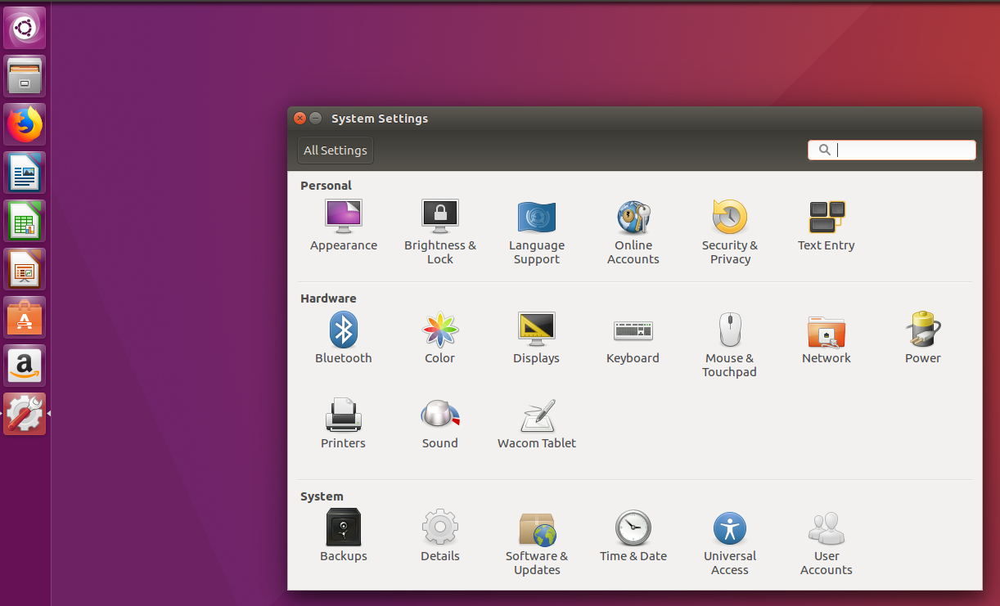 System Settings
All Settings
Personal
Appearance
Brightness &
Lock
Language
Support
Online
Accounts
Security &
Privacy
Text Entry
Hardware
Bluetooth
Color
Displays
Keyboard
Mouse &
Touchpad
Network
Power
Printers
Sound
Wacom Tablet
System
Backups
Details
Software &
Updates
Time & Date
Universal
Access
User
Accounts
A
a